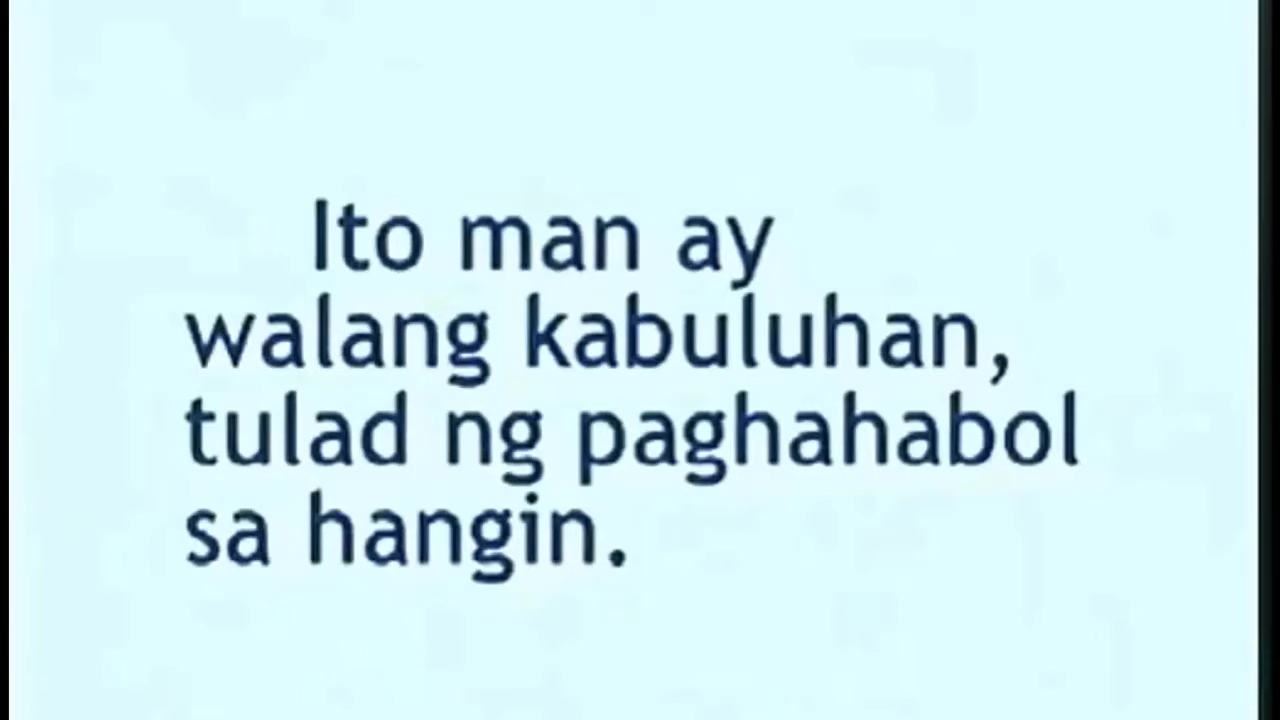 Ito man ay
walang kabuluhan,
tulad ng paghahabol
sa hangin.